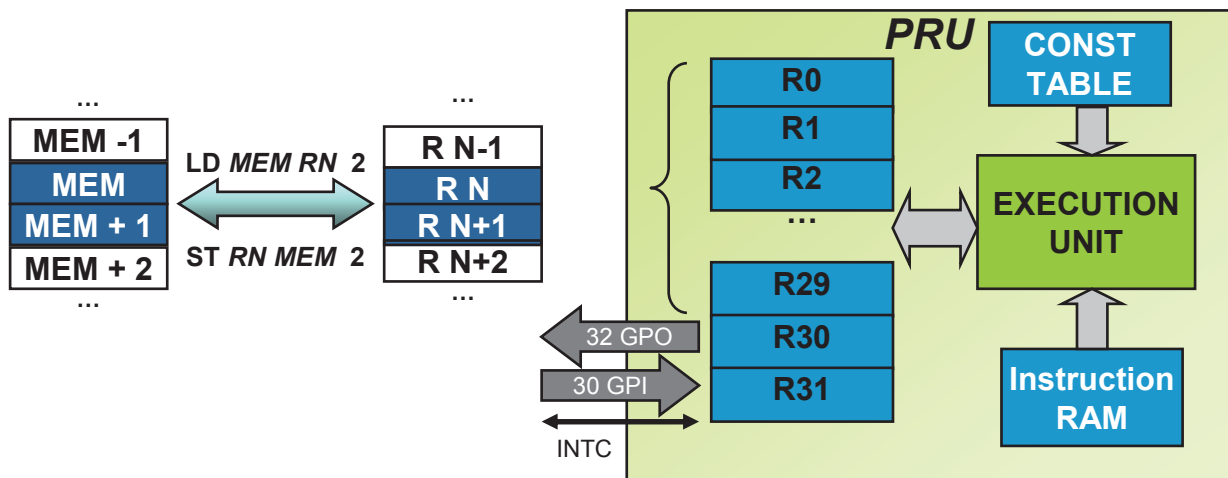 ...
MEM -1
MEM
MEM + 1
MEM + 2
...
LD MEM RN 2
ST RN MEM 2
...
R N-1
R N
R N+1
R N+2
...
PRU
R0
R1
R2
...
R29
R30
R31
32 GPO
30 GPI
INTC
CONST
TABLE
EXECUTION
UNIT
Instruction
RAM